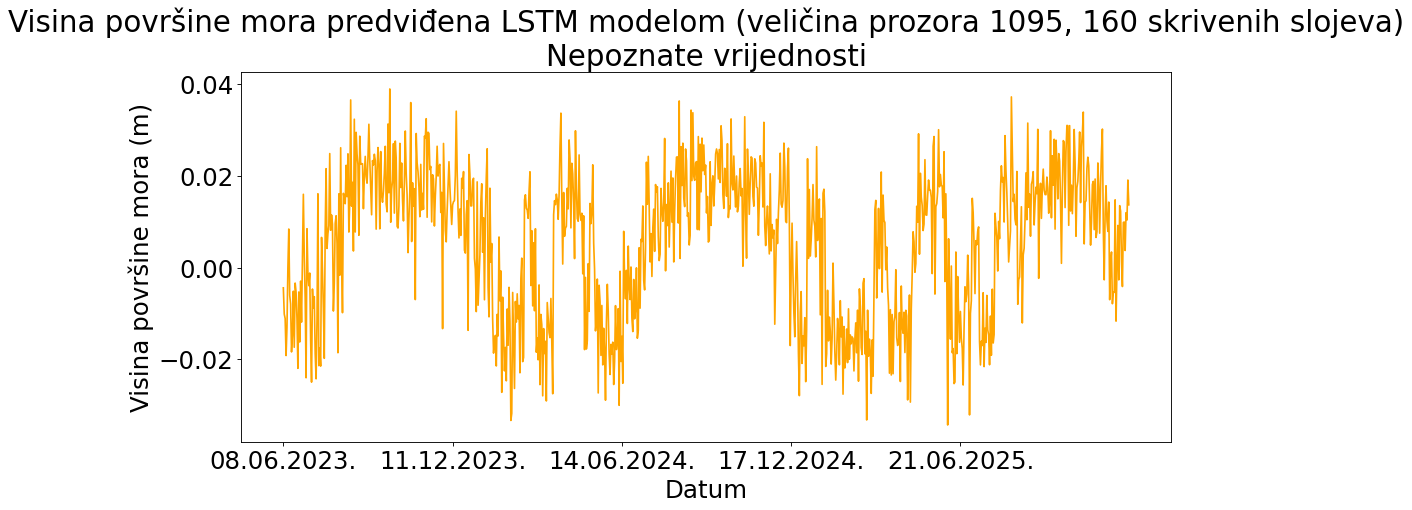 Visina površine mora predviđena LSTM modelom (veličina prozora 1095, 160 skrivenih slojeva)
Nepoznate vrijednosti
Visina površine mora (m)
0.04
0.02
0.00
−0.02
08.06.2023.
11.12.2023.
14.06.2024.
17.12.2024.
21.06.2025.
Datum